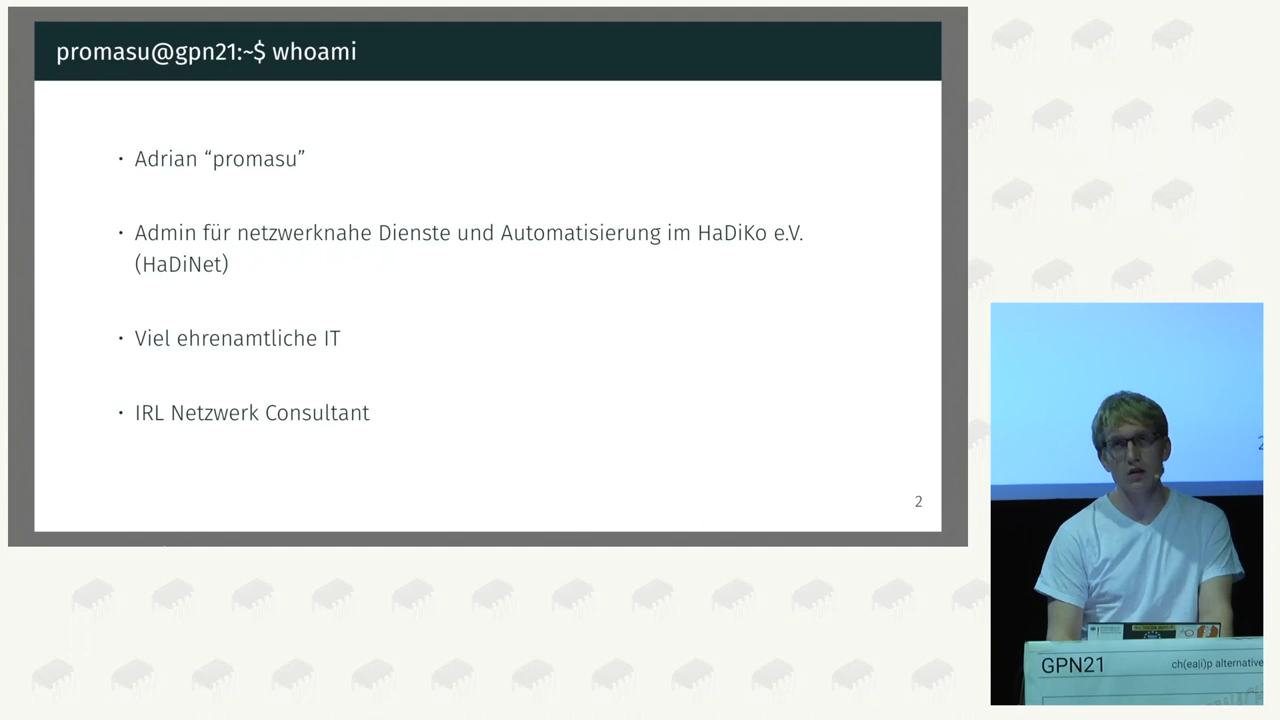 promasu@gpn21:~$ whoami
• Adrian “promasu”
• Admin für netzwerknahe Dienste und Automatisierung im HaDiKo e.V.
(HaDiNet)
• Viel ehrenamtliche IT
• IRL Netzwerk Consultant
2
2
GPN21
ch(ea|i)p alternative